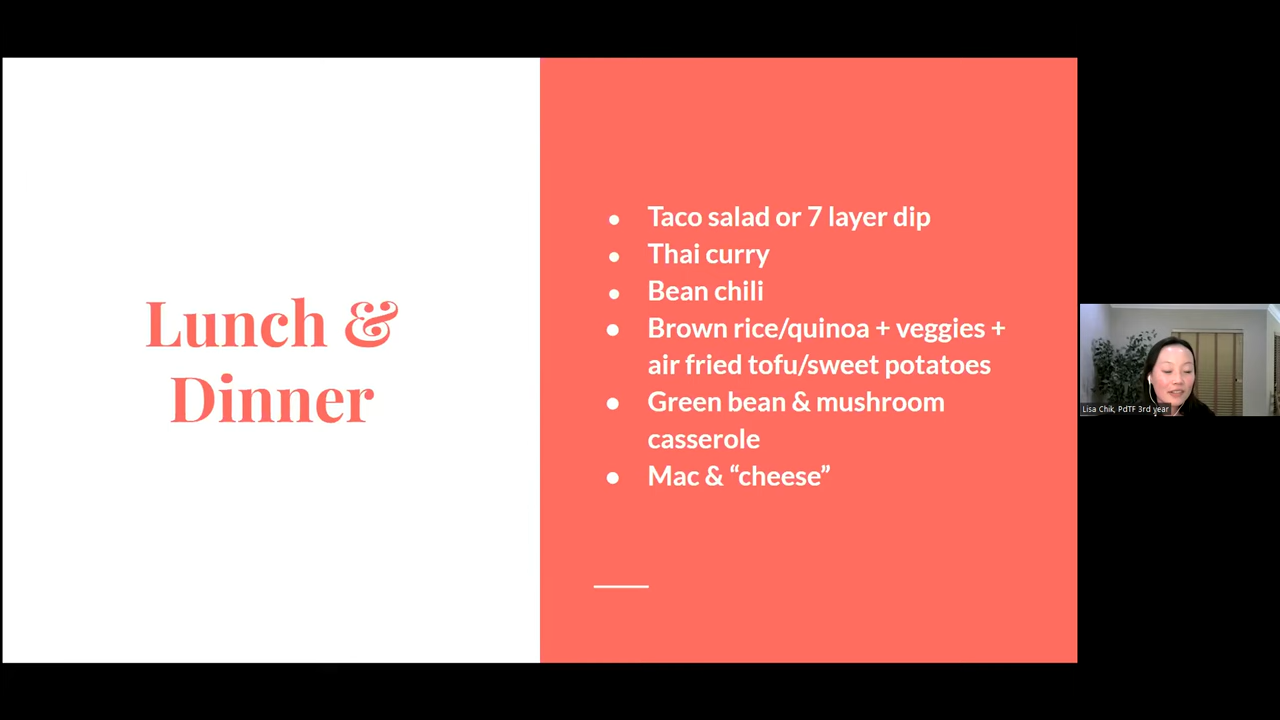 Lunch &
Dinner
● Taco salad or 7 layer dip
● Thai curry
● Bean chili
● Brown rice/quinoa + veggies +
air fried tofu/sweet potatoes
● Green bean & mushroom
casserole
● Mac & “cheese”
Lisa Chik, PdTF 3rd year